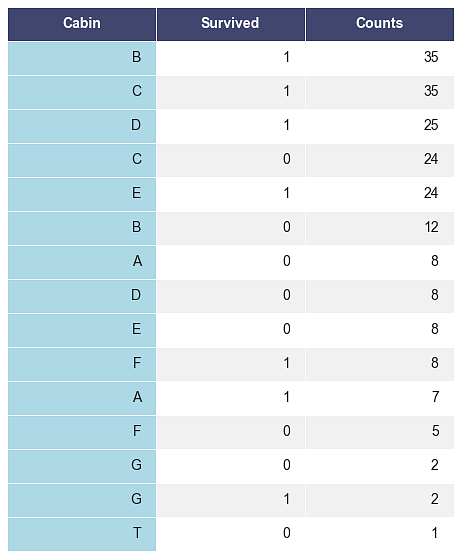 Cabin Survived Counts
B 1 35
C 1 35
D 1 25
C 0 24
E 1 24
B 0 12
A 0 8
D 0 8
E 0 8
F 1 8
A 1 7
F 0 5
G 0 2
G 1 2
T 0 1